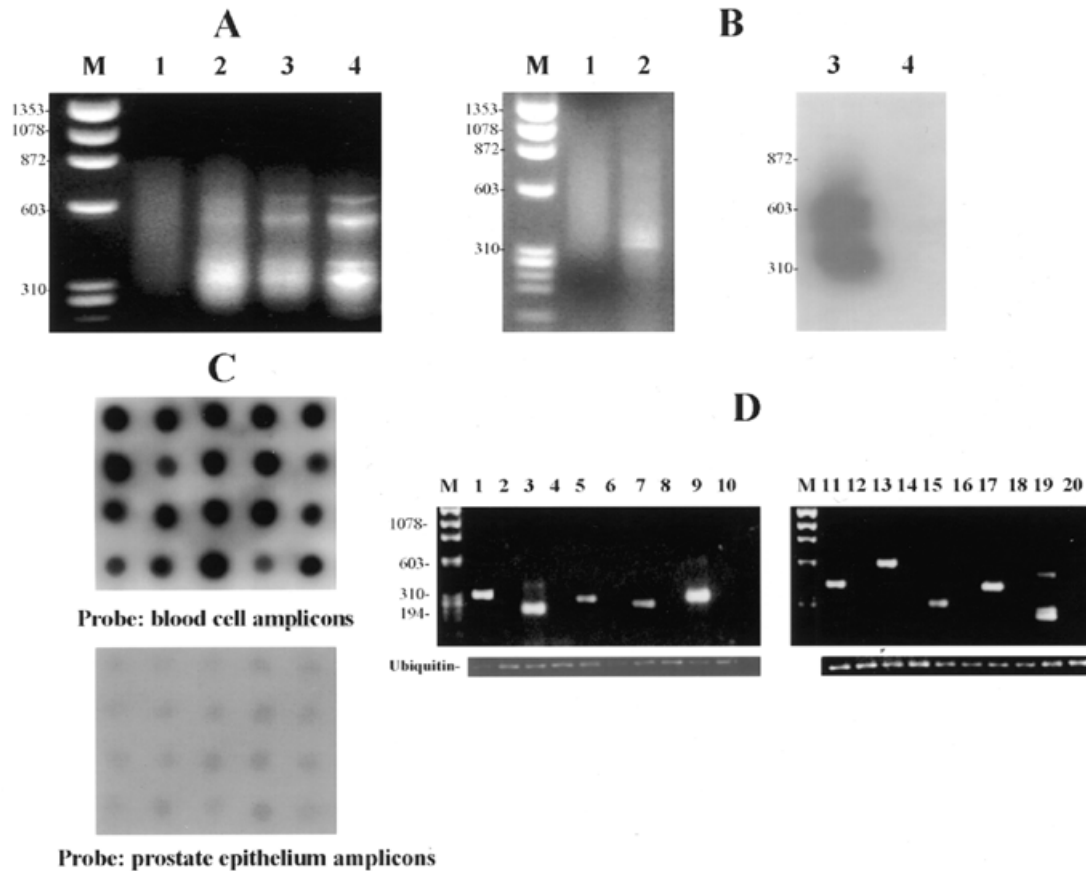 A
M 1 2 3 4
1353-
1078-
872-
603-
310-
B
M 1 2
1353-
1078-
872-
603-
310-
3 4
872-
603-
310-
C
Probe: blood cell amplicons
Probe: prostate epithelium amplicons
D
M 1 2 3 4 5 6 7 8 9 10
1078-
603-
310-
194-
Ubiquitin-
M 11 12 13 14 15 16 17 18 19 20